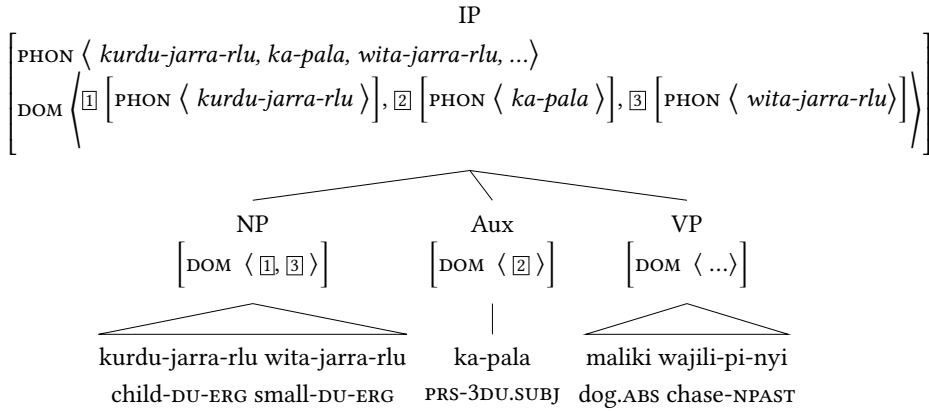 IP
PHON ⟨ kurdu-jarra-rlu, ka-pala, wita-jarra-rlu, ...⟩
DOM ⟨ 1 [PHON ⟨ kurdu-jarra-rlu ⟩], 2 [PHON ⟨ ka-pala ⟩], 3 [PHON ⟨ wita-jarra-rlu⟩] ⟩
NP Aux VP
[DOM ⟨ 1, 3 ⟩] [DOM ⟨ 2 ⟩] [DOM ⟨ ...⟩]
kurdu-jarra-rlu wita-jarra-rlu ka-pala maliki wajili-pi-nyi
child-DU-ERG small-DU-ERG PRS-3DU.SUBJ dog.ABS chase-NPAST